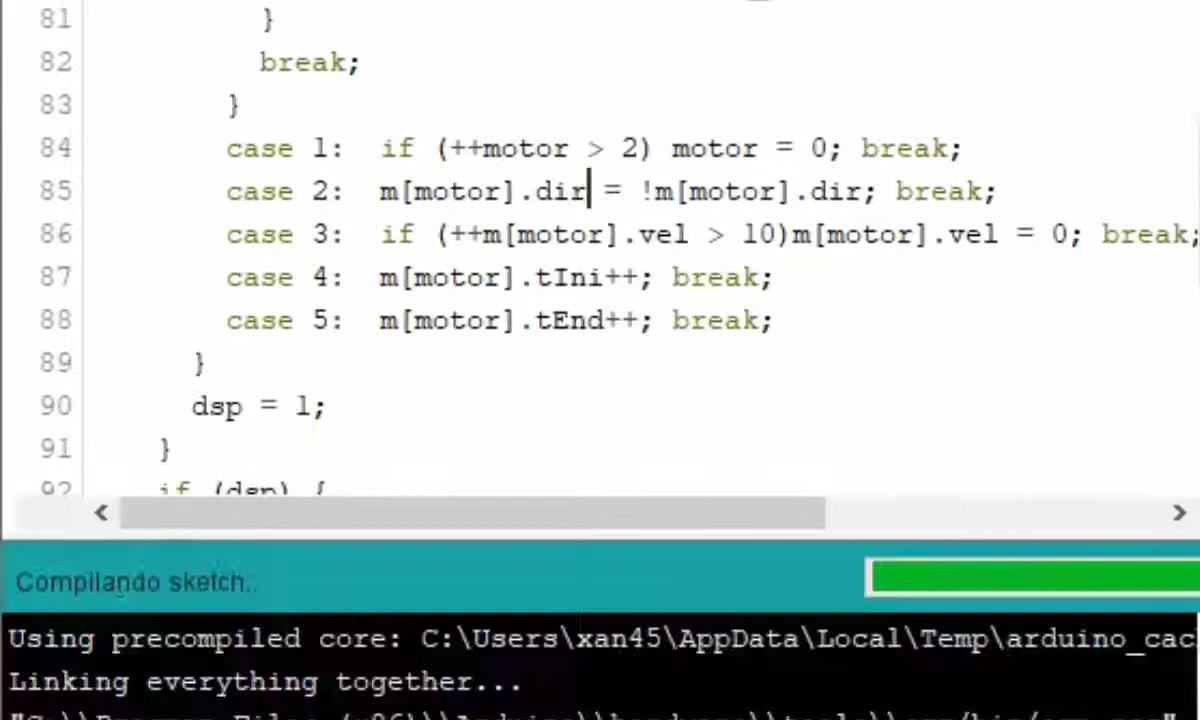 81 }
82 break;
83 }
84 case 1: if (++motor > 2) motor = 0; break;
85 case 2: m[motor].dir = !m[motor].dir; break;
86 case 3: if (++m[motor].vel > 10)m[motor].vel = 0; break;
87 case 4: m[motor].tIni++; break;
88 case 5: m[motor].tEnd++; break;
89 }
90 dsp = 1;
91 }
92 if (dsp) {
Compilando sketch..
Using precompiled core: C:\Users\xan45\AppData\Local\Temp\arduino_cac
Linking everything together...